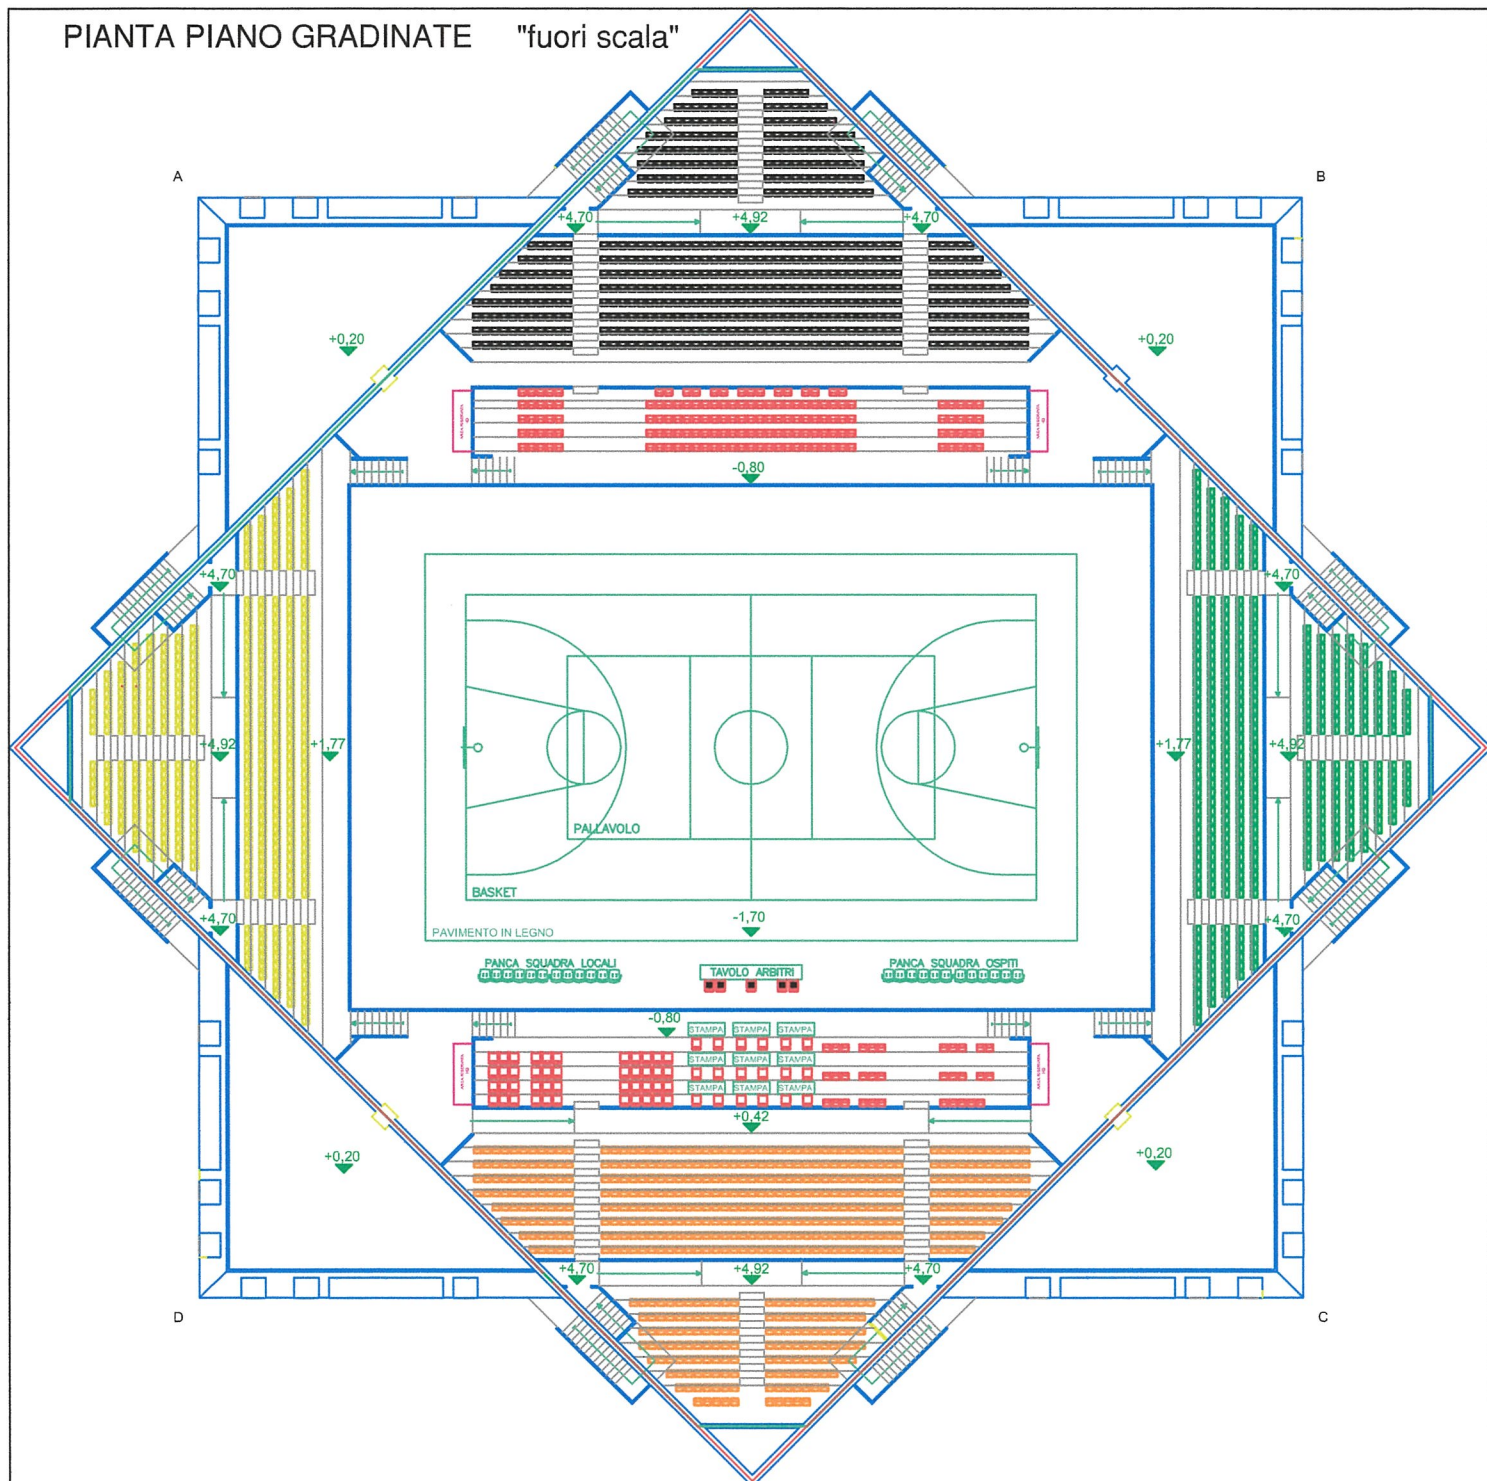 PIANTA PIANO GRADINATE "fuori scala"
A
B
+4,70
+4,92
+4,70
+0,20
+0,20
-0,80
+4,70
+4,70
+4,92
+1,77
+1,77
+4,92
PALLAVOLO
BASKET
-1,70
+4,70
+4,70
PAVIMENTO IN LEGNO
PANCA SQUADRA LOCALI
TAVOLO ARBITRI
PANCA SQUADRA OSPITI
-0,80
STAMPA STAMPA STAMPA
STAMPA STAMPA STAMPA
STAMPA STAMPA STAMPA
+0,42
+0,20
+0,20
+4,70
+4,92
+4,70
D
C